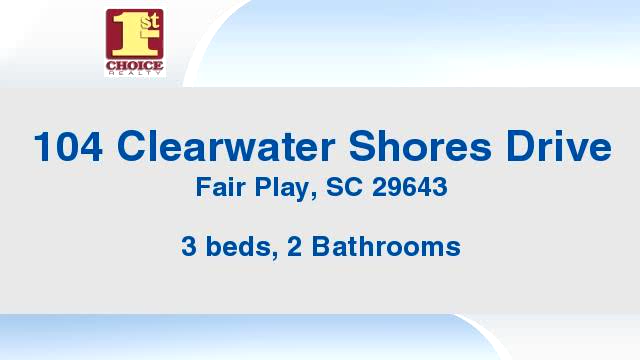 1st
CHOICE
REALTY
104 Clearwater Shores Drive
Fair Play, SC 29643
3 beds, 2 Bathrooms